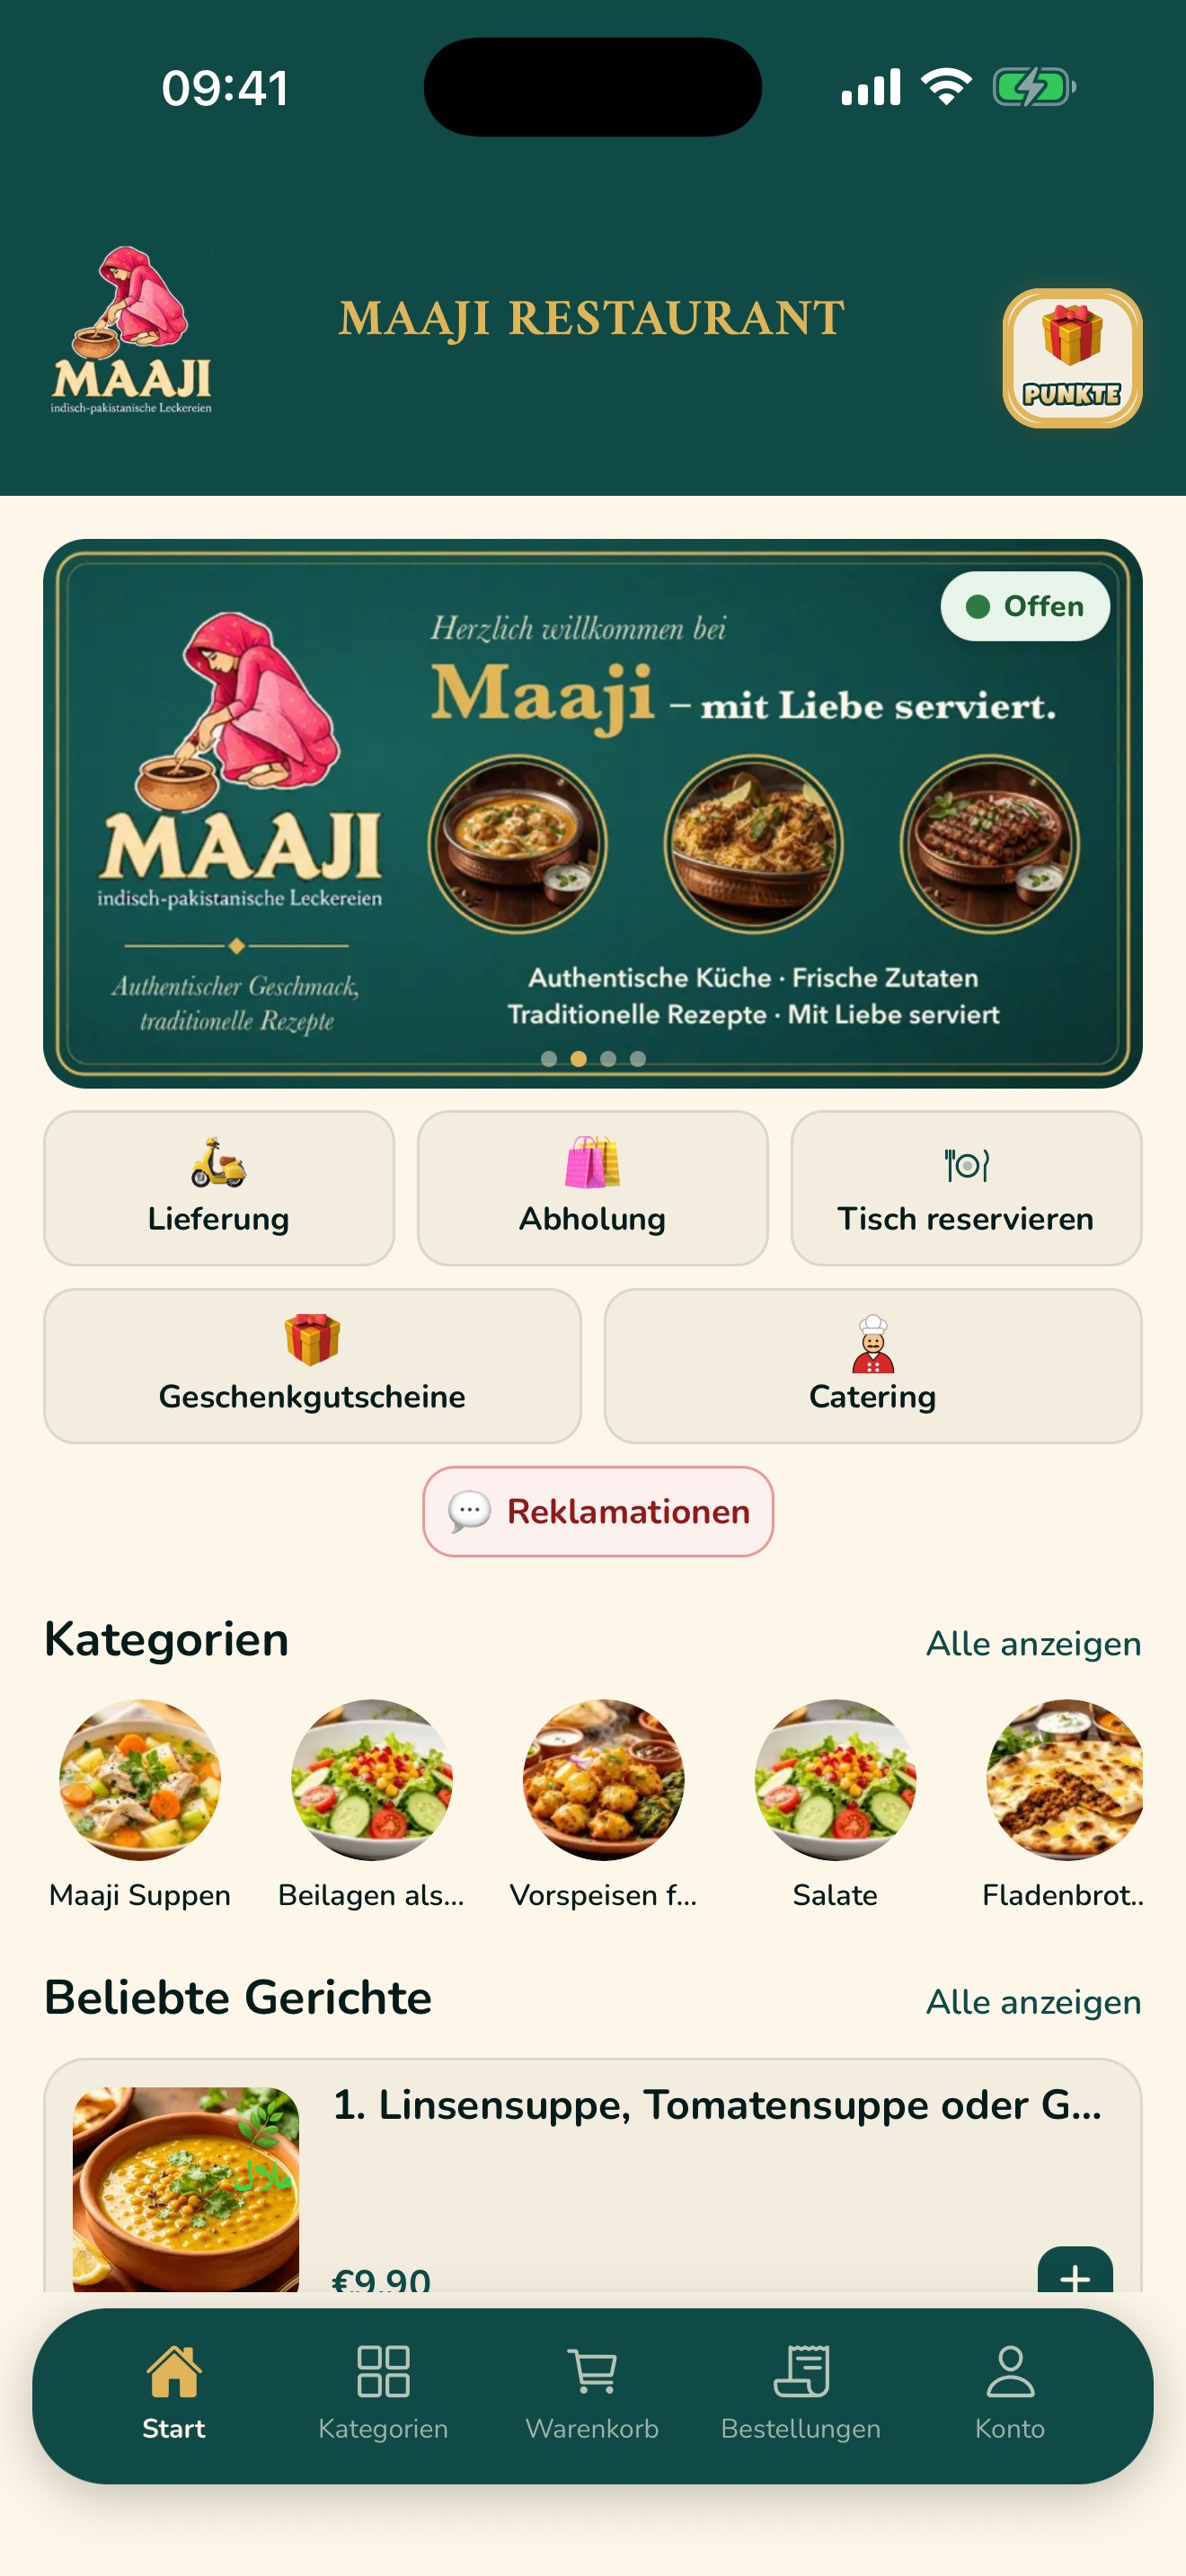 09:41
MAAJI RESTAURANT
MAAJI
indisch-pakistanische Leckereien
PUNKTE
Offen
Herzlich willkommen bei
Maaji – mit Liebe serviert.
MAAJI
indisch-pakistanische Leckereien
Authentischer Geschmack,
traditionelle Rezepte
Authentische Küche · Frische Zutaten
Traditionelle Rezepte · Mit Liebe serviert
Lieferung
Abholung
Tisch reservieren
Geschenkgutscheine
Catering
Reklamationen
Kategorien
Alle anzeigen
Maaji Suppen
Beilagen als...
Vorspeisen f...
Salate
Fladenbrot..
Beliebte Gerichte
Alle anzeigen
1. Linsensuppe, Tomatensuppe oder G...
حلال
€9.90
Start
Kategorien
Warenkorb
Bestellungen
Konto